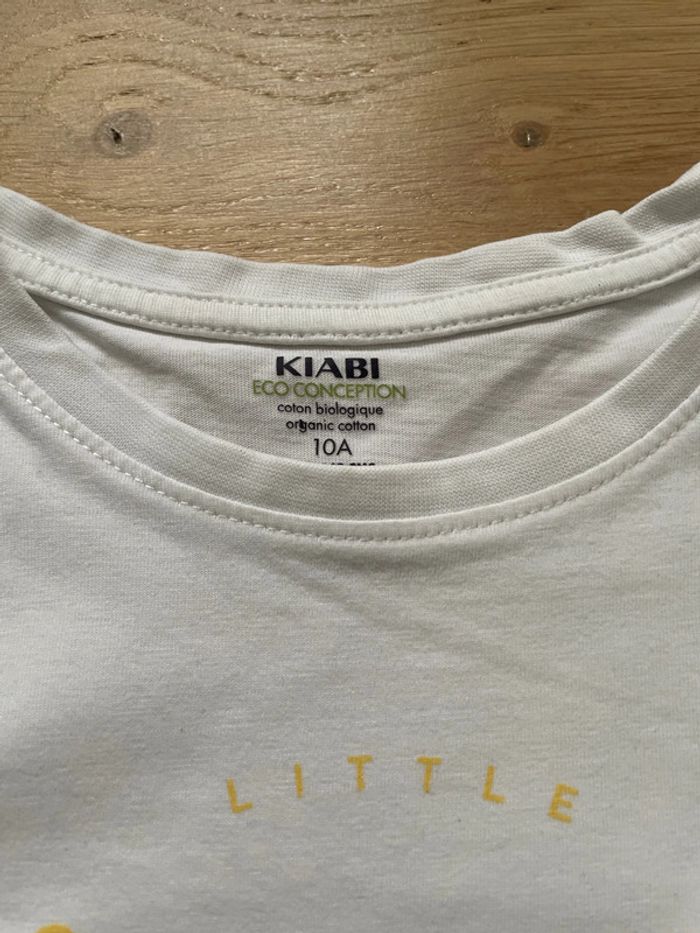 KIABI
ECO CONCEPTION
coton biologique
organic cotton
10A
LITTLE